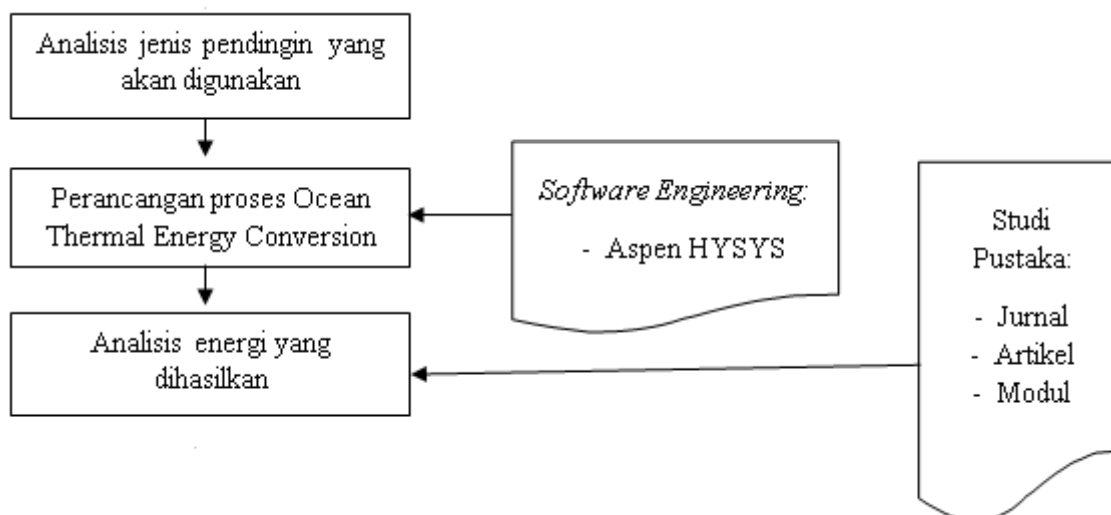 Analisis jenis pendingin yang
akan digunakan
Perancangan proses Ocean
Thermal Energy Conversion
Analisis energi yang
dihasilkan
Software Engineering:
- Aspen HYSYS
Studi
Pustaka:
- Jurnal
- Artikel
- Modul